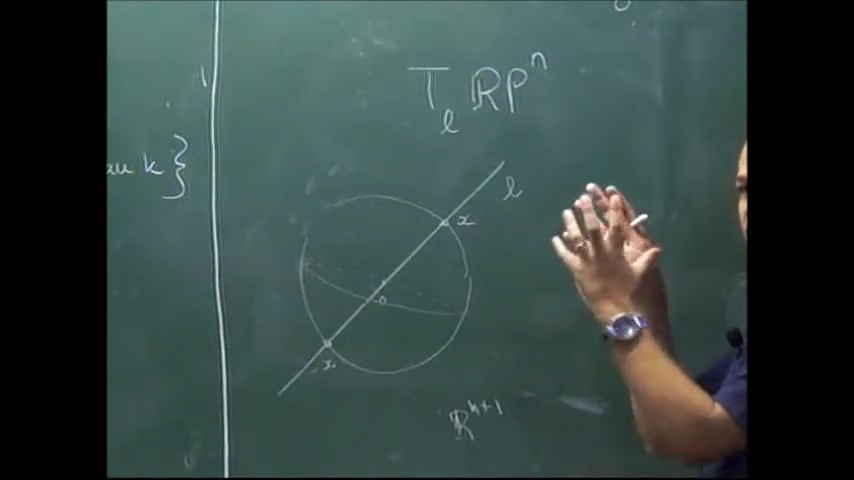 k }
T_ℓ ℝP^n
ℓ
x
0
-x
ℝ^{n+1}